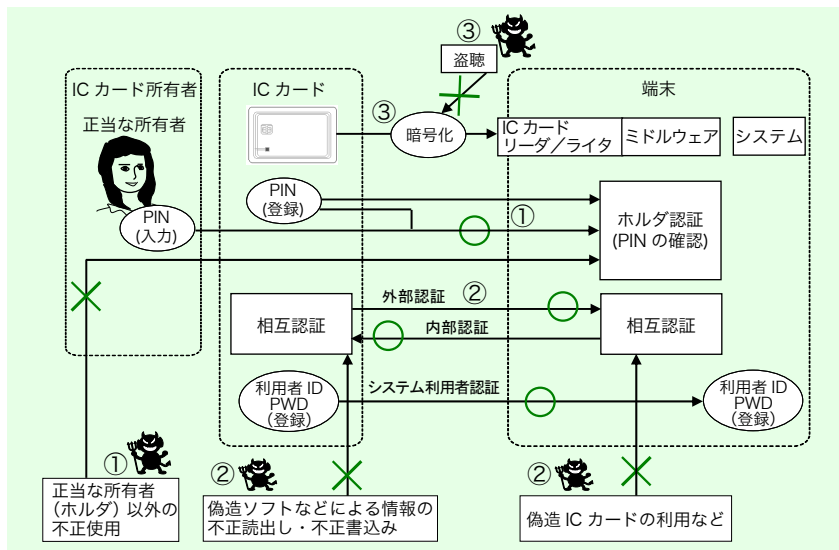 ③
盗聴
IC カード所有者
IC カード
端末
正当な所有者
③
暗号化
IC カード
リーダ／ライタ
ミドルウェア
システム
PIN
(登録)
①
PIN
(入力)
ホルダ認証
(PIN の確認)
外部認証
②
相互認証
内部認証
相互認証
利用者 ID
PWD
(登録)
システム利用者認証
利用者 ID
PWD
(登録)
①
②
②
正当な所有者
（ホルダ）以外の
不正使用
偽造ソフトなどによる情報の
不正読出し・不正書込み
偽造 IC カードの利用など